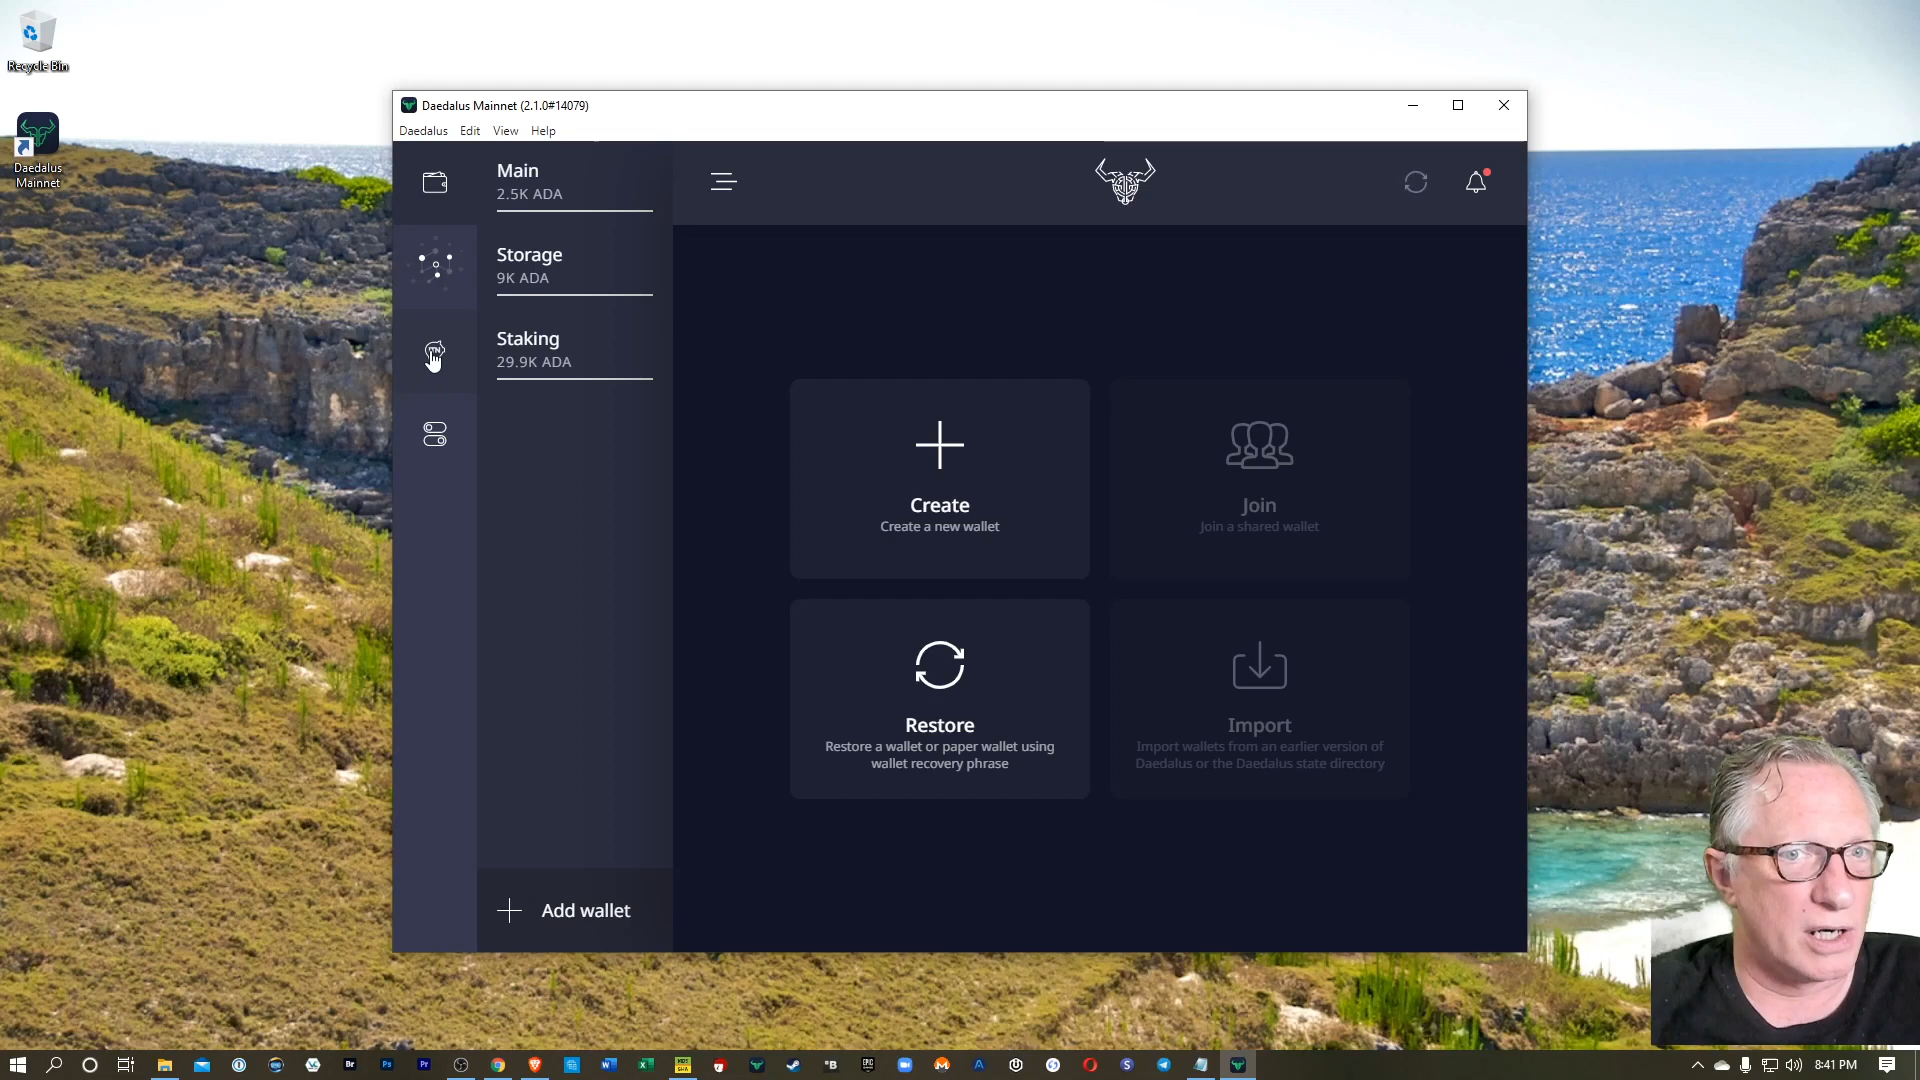 Recycle Bin
Daedalus
Mainnet
Daedalus Mainnet (2.1.0#14079)
Daedalus Edit View Help
Main
2.5K ADA
Storage
9K ADA
Staking
29.9K ADA
Create
Create a new wallet
Join
Join a shared wallet
Restore
Restore a wallet or paper wallet using
wallet recovery phrase
Import
Import wallets from an earlier version of
Daedalus or the Daedalus state directory
Add wallet
8:41 PM